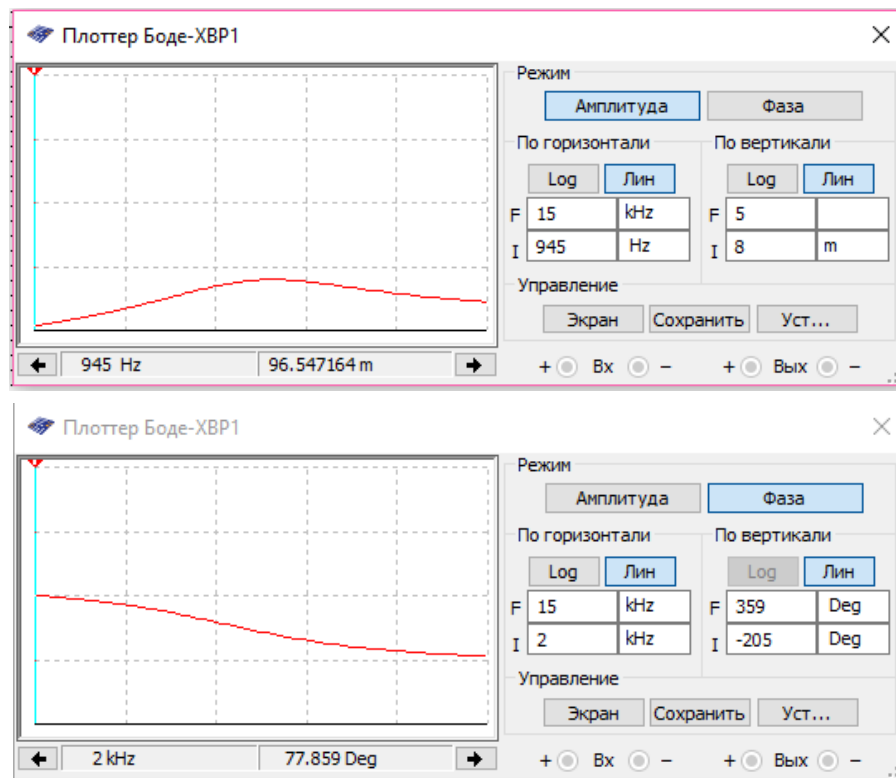 Плоттер Боде-XBP1
Режим
Амплитуда Фаза
По горизонтали По вертикали
Log Лин Log Лин
F 15 kHz F 5
I 945 Hz I 8 m
Управление
Экран Сохранить Уст...
945 Hz 96.547164 m + Вх − + Вых −
Плоттер Боде-XBP1
Режим
Амплитуда Фаза
По горизонтали По вертикали
Log Лин Log Лин
F 15 kHz F 359 Deg
I 2 kHz I -205 Deg
Управление
Экран Сохранить Уст...
2 kHz 77.859 Deg + Вх − + Вых −